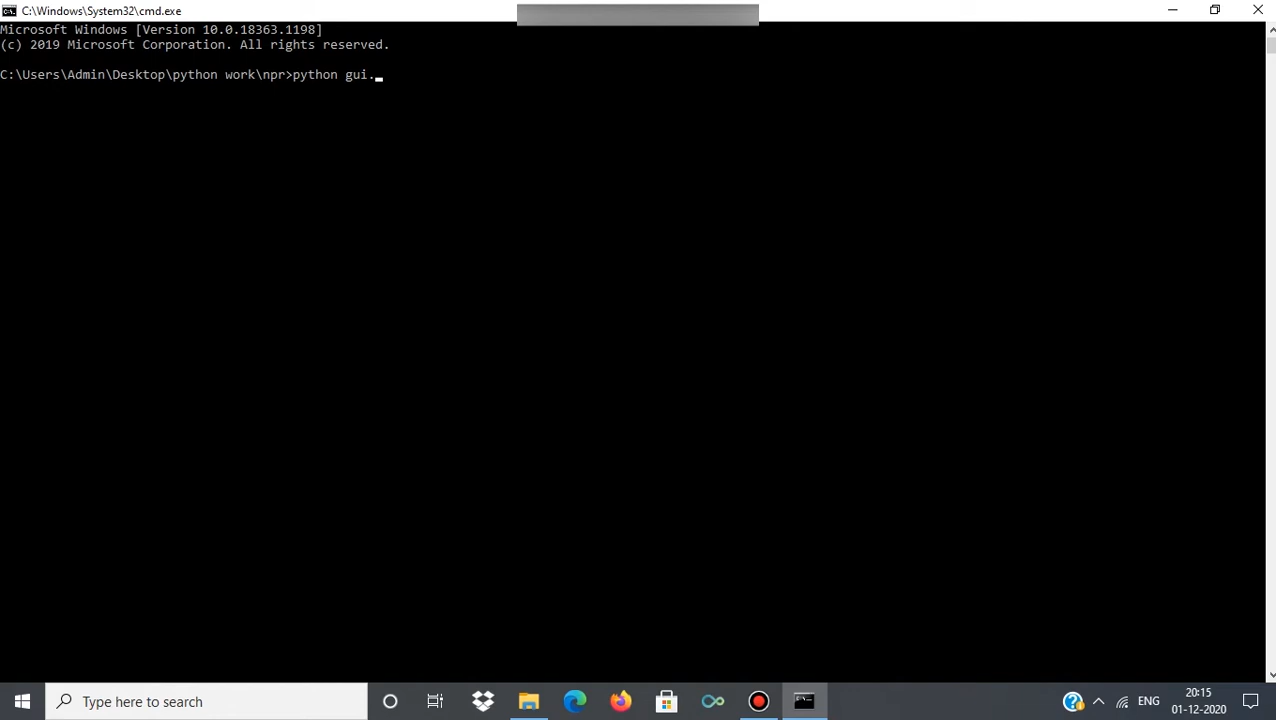 C:\Windows\System32\cmd.exe
Microsoft Windows [Version 10.0.18363.1198]
(c) 2019 Microsoft Corporation. All rights reserved.
C:\Users\Admin\Desktop\python work\npr>python gui._
Type here to search
ENG
20:15
01-12-2020